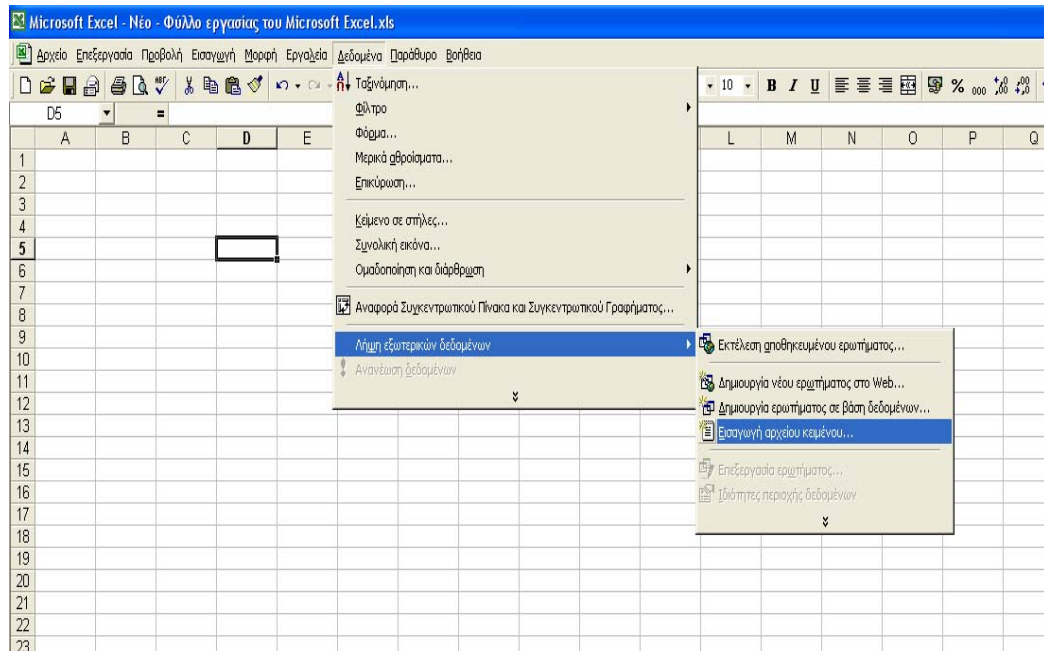 Microsoft Excel - Νέο - Φύλλο εργασίας του Microsoft Excel.xls
Αρχείο Επεξεργασία Προβολή Εισαγωγή Μορφή Εργαλεία Δεδομένα Παράθυρο Βοήθεια
10 B I U % 000
D5 =
A B C D E L M N O P Q
Ταξινόμηση...
Φίλτρο
Φόρμα...
Μερικά αθροίσματα...
Επικύρωση...
Κείμενο σε στήλες...
Συνολική εικόνα...
Ομαδοποίηση και διάρθρωση
Αναφορά Συγκεντρωτικού Πίνακα και Συγκεντρωτικού Γραφήματος...
Λήψη εξωτερικών δεδομένων
Ανανέωση δεδομένων
Εκτέλεση αποθηκευμένου ερωτήματος...
Δημιουργία νέου ερωτήματος στο Web...
Δημιουργία ερωτήματος σε βάση δεδομένων...
Εισαγωγή αρχείου κειμένου...
Επεξεργασία ερωτήματος...
Ιδιότητες περιοχής δεδομένων
1
2
3
4
5
6
7
8
9
10
11
12
13
14
15
16
17
18
19
20
21
22
23